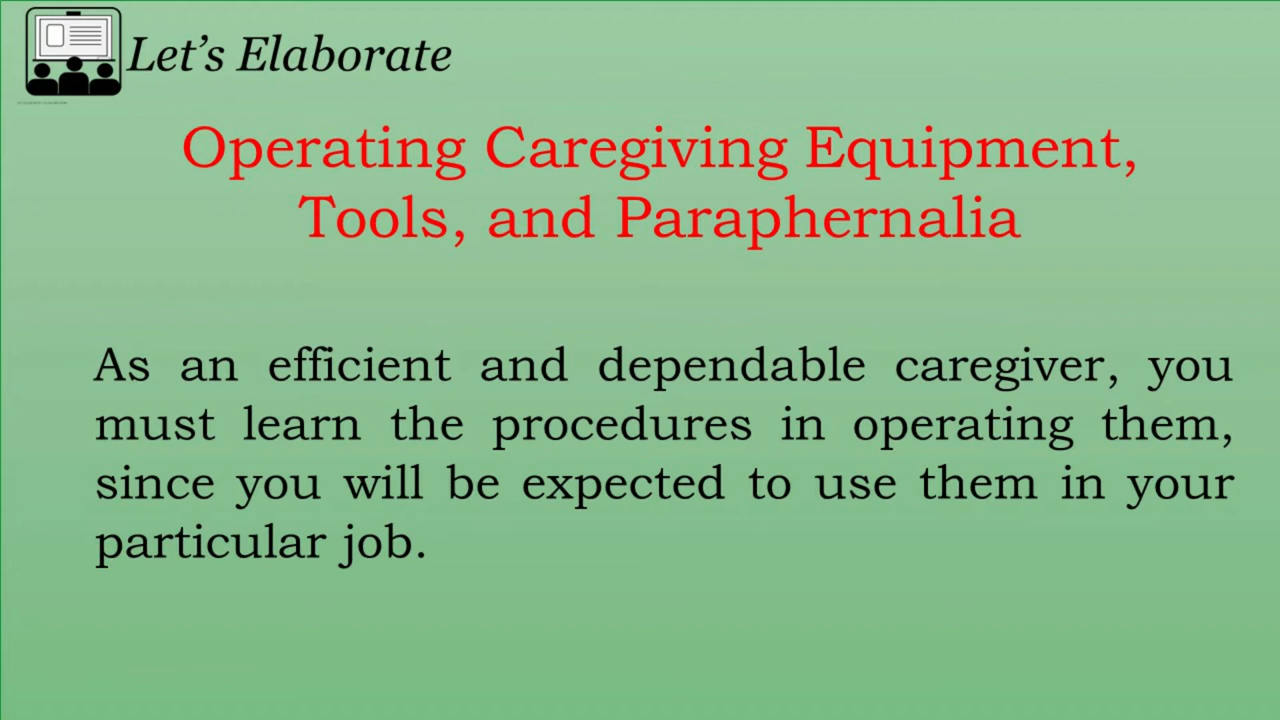 Let’s Elaborate
Operating Caregiving Equipment,
Tools, and Paraphernalia
As an efficient and dependable caregiver, you
must learn the procedures in operating them,
since you will be expected to use them in your
particular job.